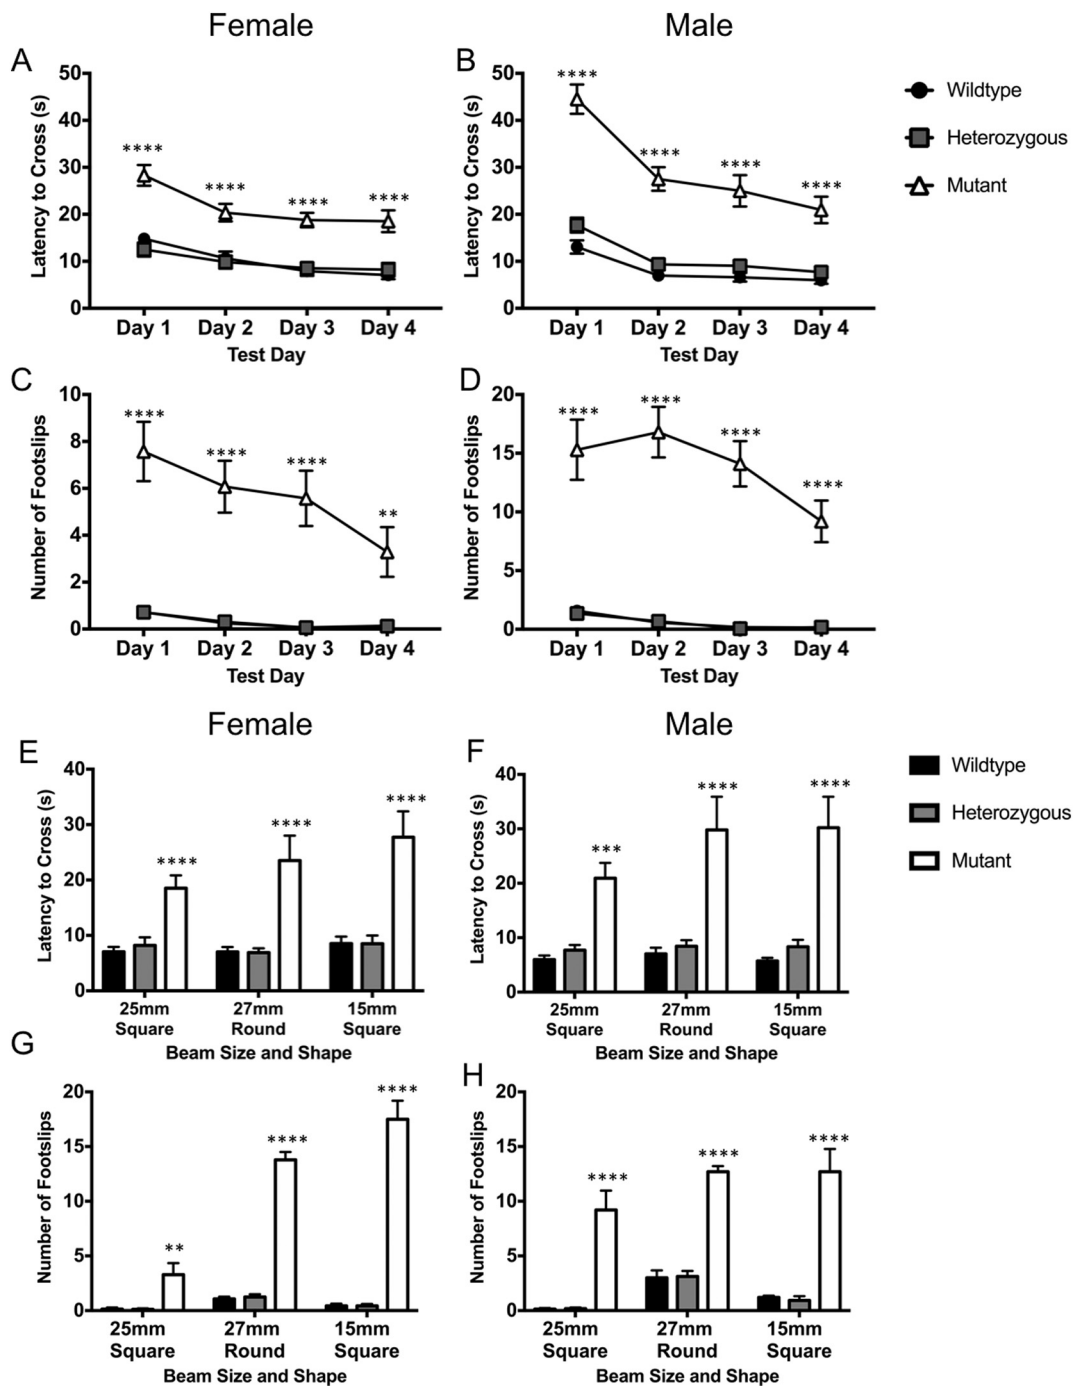 Female Male
A
Latency to Cross (s)
50
40
30
20
10
0
****
****
****
****
Day 1 Day 2 Day 3 Day 4
Test Day
B
Latency to Cross (s)
50
40
30
20
10
0
****
****
****
****
Day 1 Day 2 Day 3 Day 4
Test Day
Wildtype
Heterozygous
Mutant
C
Number of Footslips
10
8
6
4
2
0
****
****
****
**
Day 1 Day 2 Day 3 Day 4
Test Day
D
Number of Footslips
20
15
10
5
0
****
****
****
****
Day 1 Day 2 Day 3 Day 4
Test Day
Female Male
E
Latency to Cross (s)
40
30
20
10
0
****
****
****
25mm 27mm 15mm
Square Round Square
Beam Size and Shape
F
Latency to Cross (s)
40
30
20
10
0
***
****
****
25mm 27mm 15mm
Square Round Square
Beam Size and Shape
Wildtype
Heterozygous
Mutant
G
Number of Footslips
20
15
10
5
0
**
****
****
25mm 27mm 15mm
Square Round Square
Beam Size and Shape
H
Number of Footslips
20
15
10
5
0
****
****
****
25mm 27mm 15mm
Square Round Square
Beam Size and Shape